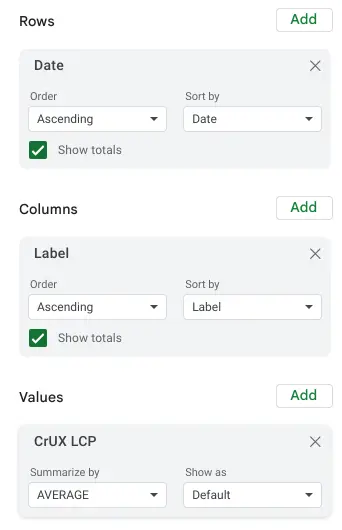 Rows Add
Date
Order Sort by
Ascending Date
Show totals
Columns Add
Label
Order Sort by
Ascending Label
Show totals
Values Add
CrUX LCP
Summarize by Show as
AVERAGE Default